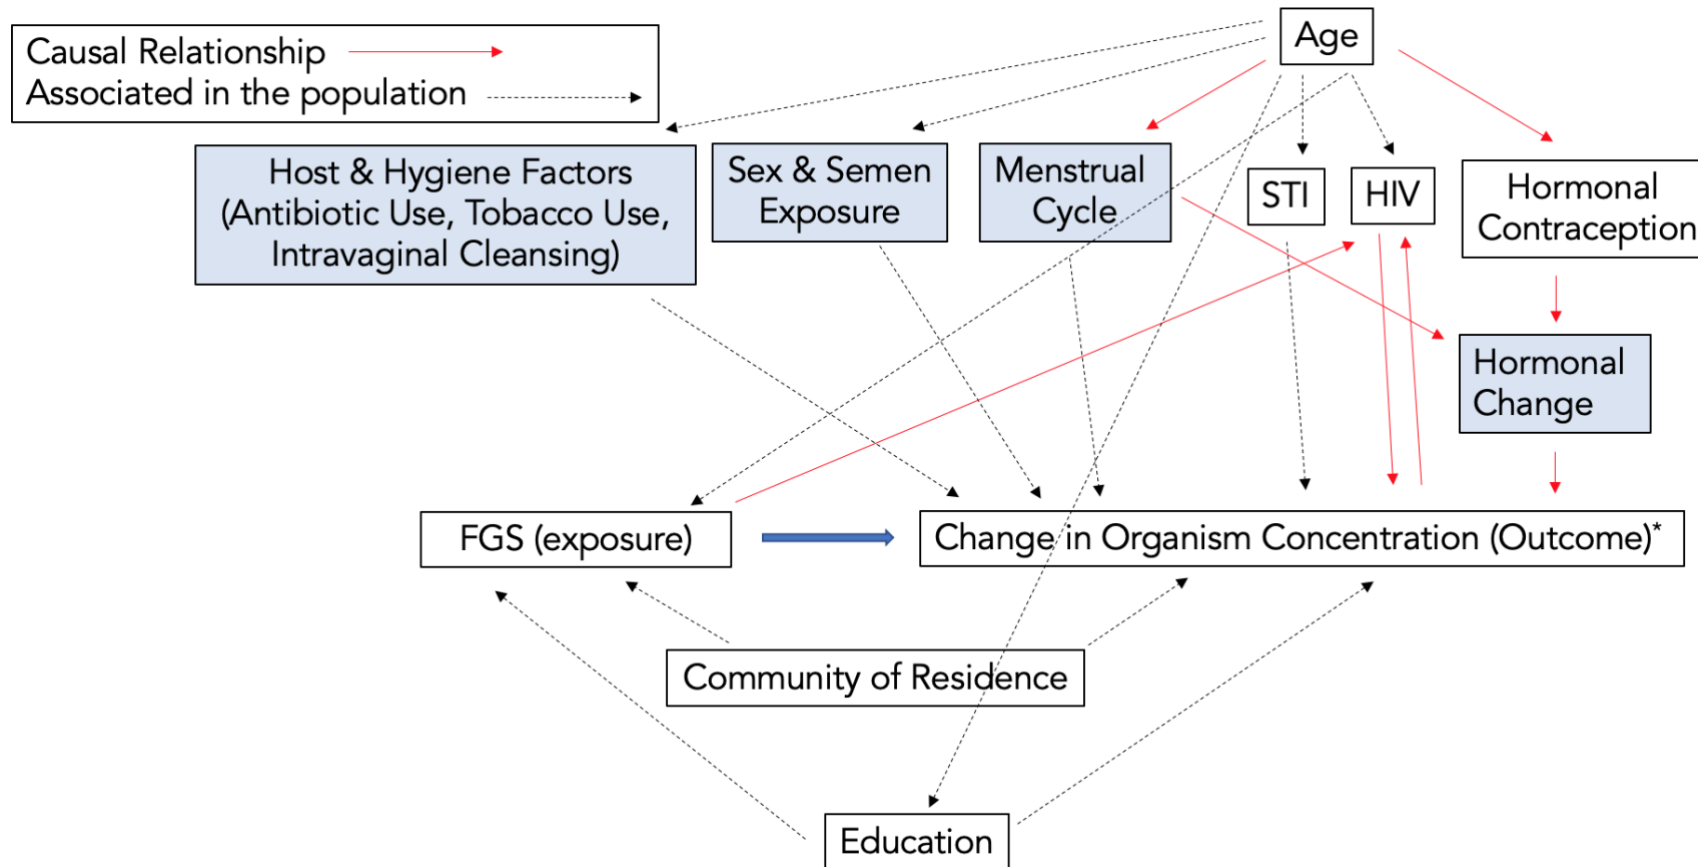 Causal Relationship
Associated in the population
Age
Host & Hygiene Factors
(Antibiotic Use, Tobacco Use,
Intravaginal Cleansing)
Sex & Semen
Exposure
Menstrual
Cycle
STI
HIV
Hormonal
Contraception
Hormonal
Change
FGS (exposure)
Change in Organism Concentration (Outcome)*
Community of Residence
Education